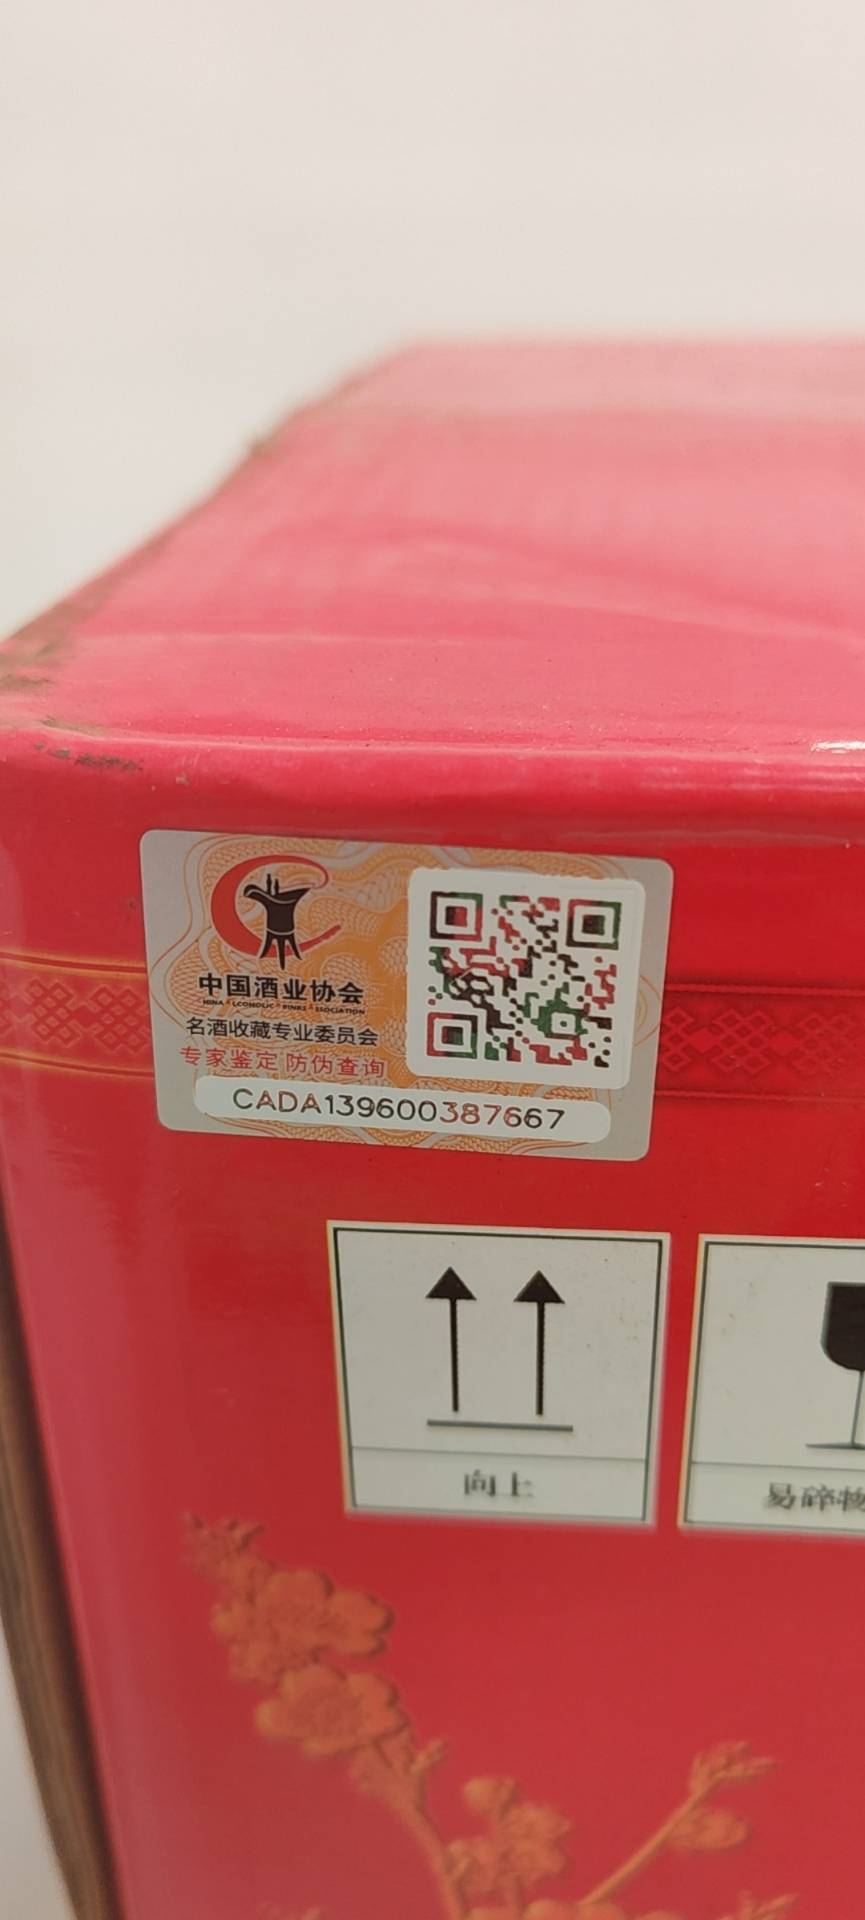 中国酒业协会
名酒收藏专业委员会
专家鉴定 防伪查询
CADA139600387667
向上
易碎物